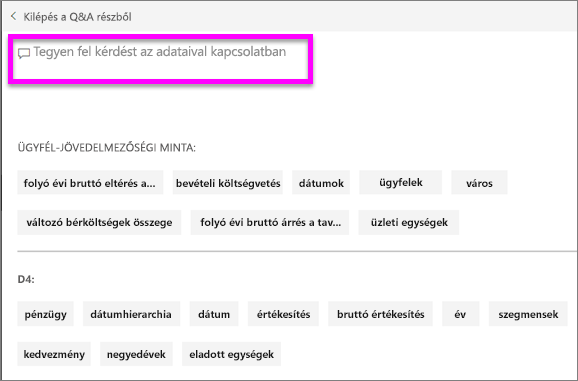 Kilépés a Q&A részből
Tegyen fel kérdést az adataival kapcsolatban
ÜGYFÉL-JÖVEDELMEZŐSÉGI MINTA:
folyó évi bruttó eltérés a... bevételi költségvetés dátumok ügyfelek város
változó bérköltségek összege folyó évi bruttó árrés a tav... üzleti egységek
D4:
pénzügy dátumhierarchia dátum értékesítés bruttó értékesítés év szegmensek
kedvezmény negyedévek eladott egységek